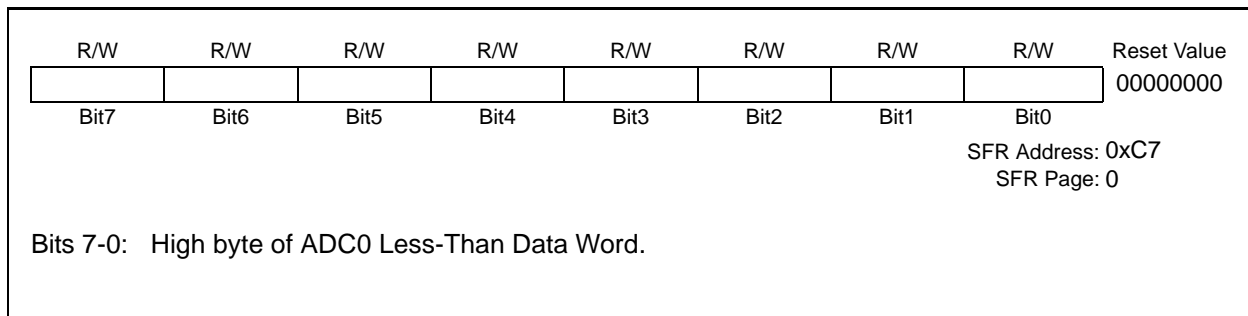 R/W R/W R/W R/W R/W R/W R/W R/W Reset Value
00000000
Bit7 Bit6 Bit5 Bit4 Bit3 Bit2 Bit1 Bit0
SFR Address: 0xC7
SFR Page: 0
Bits 7-0: High byte of ADC0 Less-Than Data Word.